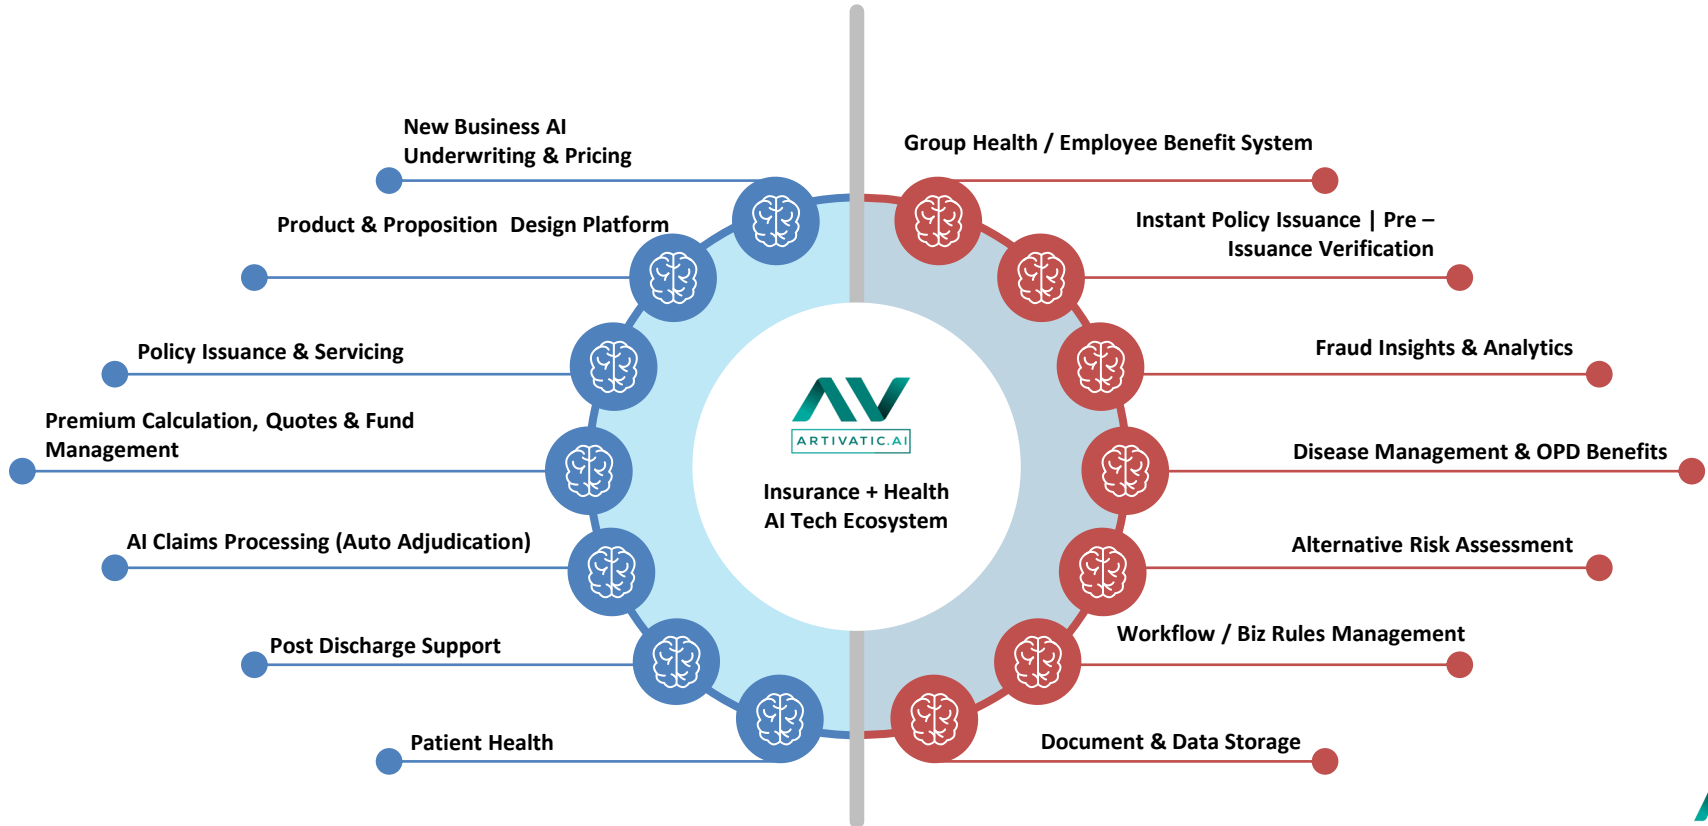 New Business AI
Underwriting & Pricing
Product & Proposition  Design Platform
Policy Issuance & Servicing
Premium Calculation, Quotes & Fund
Management
AI Claims Processing (Auto Adjudication)
Post Discharge Support
Patient Health
ARTIVATIC.AI
Insurance + Health
AI Tech Ecosystem
Group Health / Employee Benefit System
Instant Policy Issuance | Pre –
Issuance Verification
Fraud Insights & Analytics
Disease Management & OPD Benefits
Alternative Risk Assessment
Workflow / Biz Rules Management
Document & Data Storage